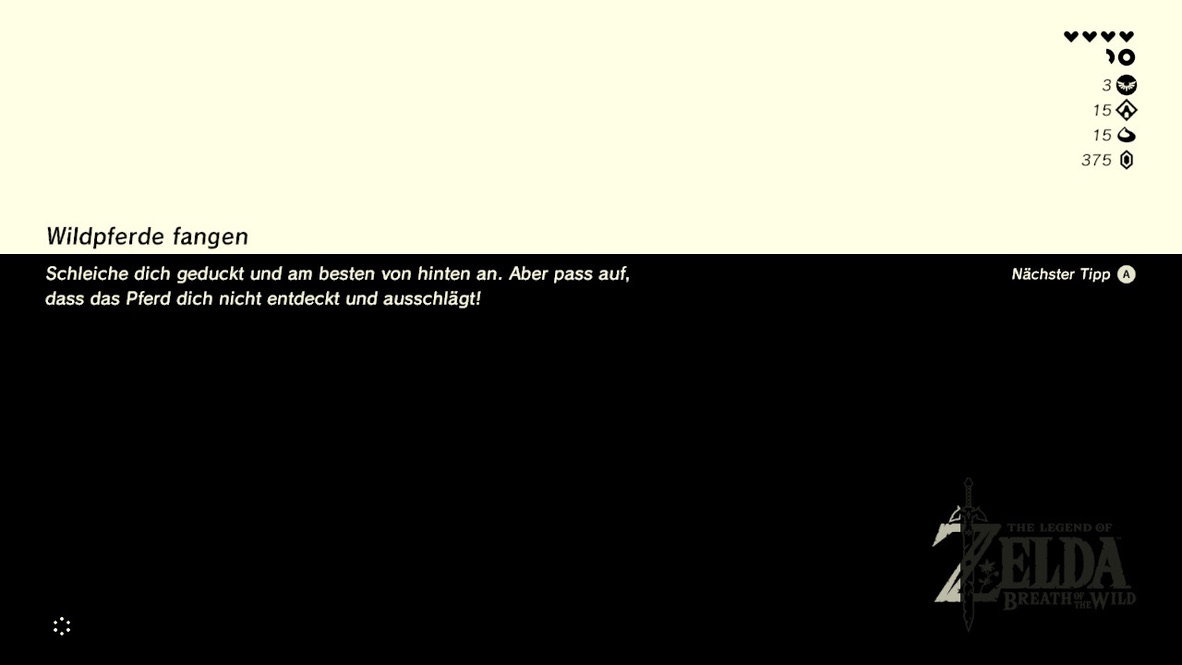 3
15
15
375
Wildpferde fangen
Schleiche dich geduckt und am besten von hinten an. Aber pass auf,
dass das Pferd dich nicht entdeckt und ausschlägt!
Nächster Tipp A
THE LEGEND OF
ZELDA
BREATH OF THE WILD